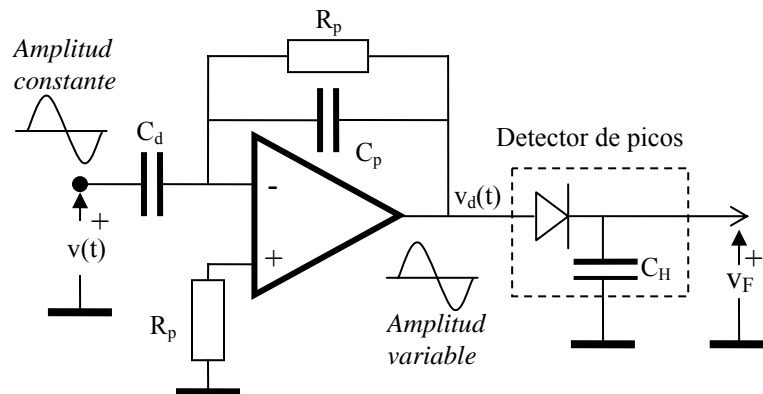 R_p
Amplitud
constante
C_d
C_p
Detector de picos
-
v_d(t)
+
v(t)
+
C_H
+
v_F
R_p
Amplitud
variable